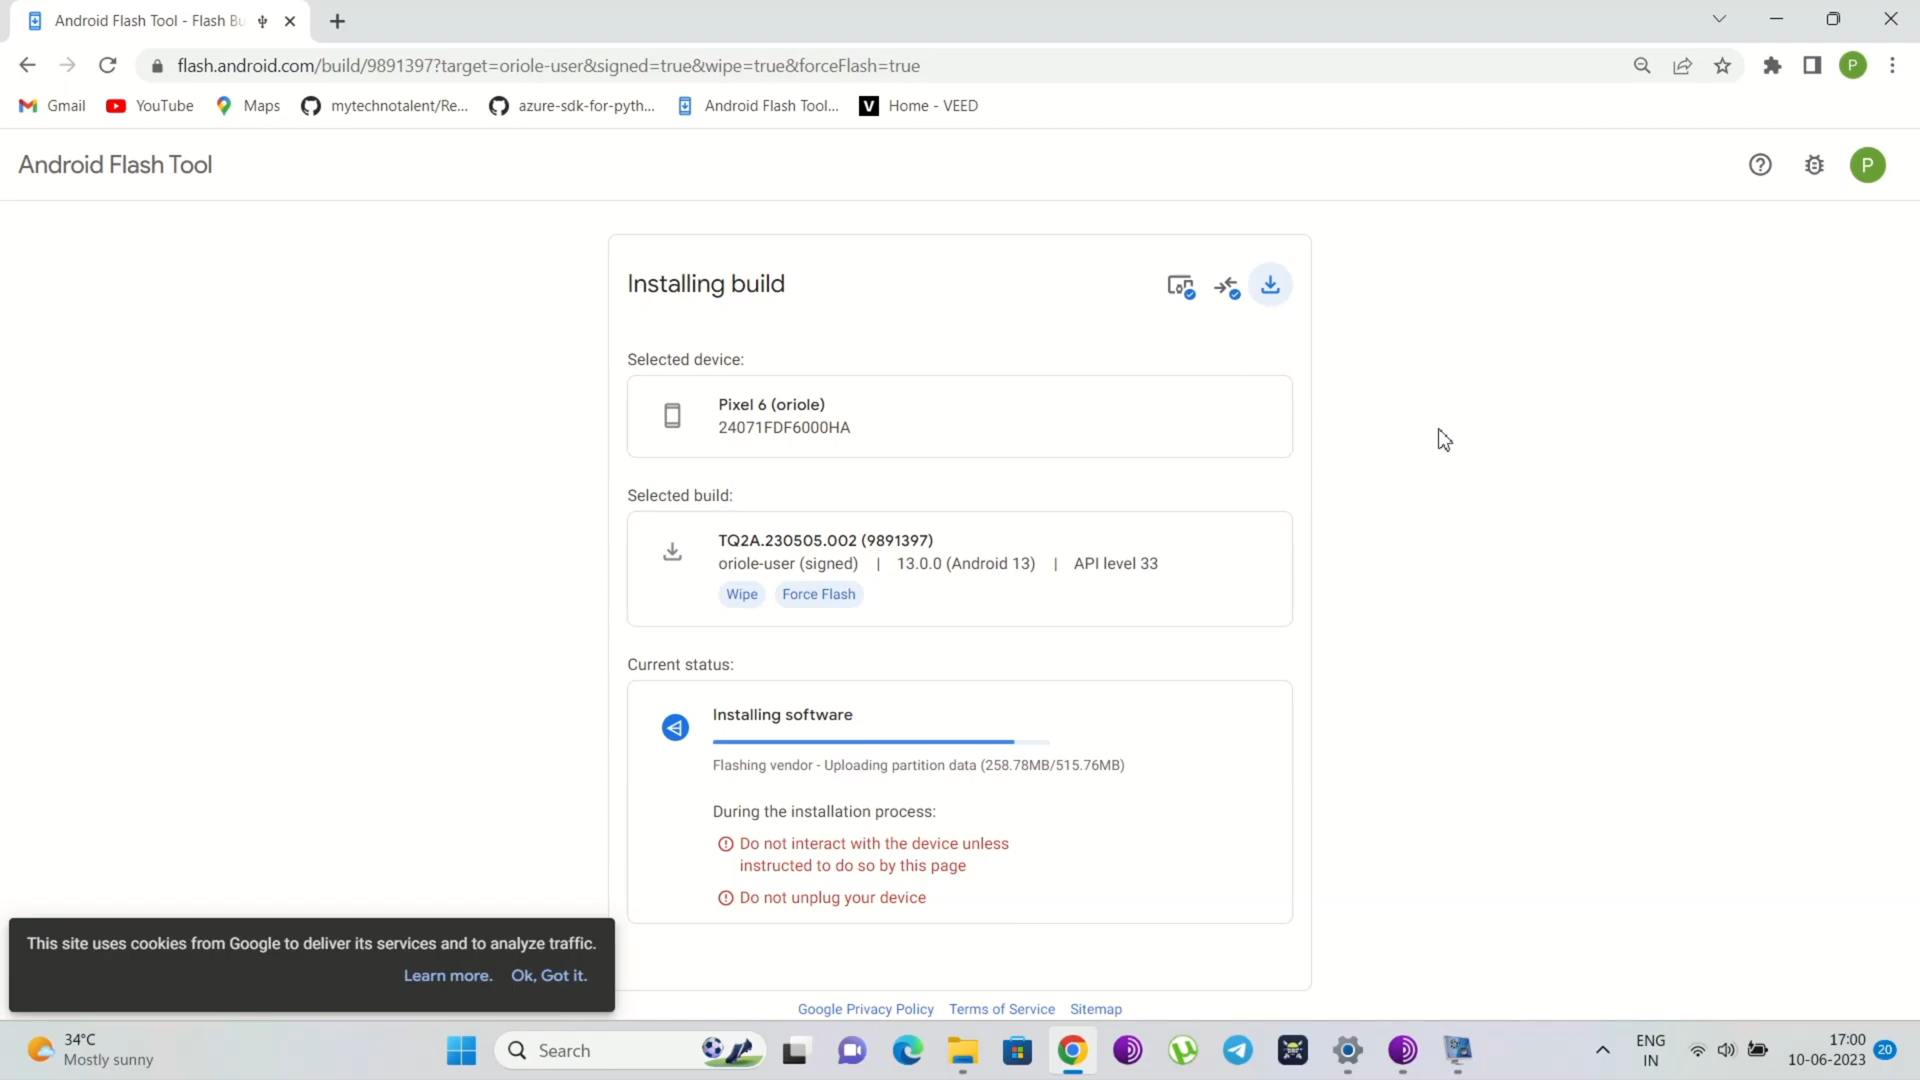 Android Flash Tool - Flash Bu
flash.android.com/build/9891397?target=oriole-user&signed=true&wipe=true&forceFlash=true
P
Gmail
YouTube
Maps
mytechnotalent/Re...
azure-sdk-for-pyth...
Android Flash Tool...
V
Home - VEED
Android Flash Tool
P
Installing build
Selected device:
Pixel 6 (oriole)
24071FDF6000HA
Selected build:
TQ2A.230505.002 (9891397)
oriole-user (signed) | 13.0.0 (Android 13) | API level 33
Wipe
Force Flash
Current status:
Installing software
Flashing vendor - Uploading partition data (258.78MB/515.76MB)
During the installation process:
Do not interact with the device unless
instructed to do so by this page
Do not unplug your device
This site uses cookies from Google to deliver its services and to analyze traffic.
Learn more. Ok, Got it.
Google Privacy Policy Terms of Service Sitemap
34°C
Mostly sunny
Search
ENG
IN
17:00
10-06-2023
20